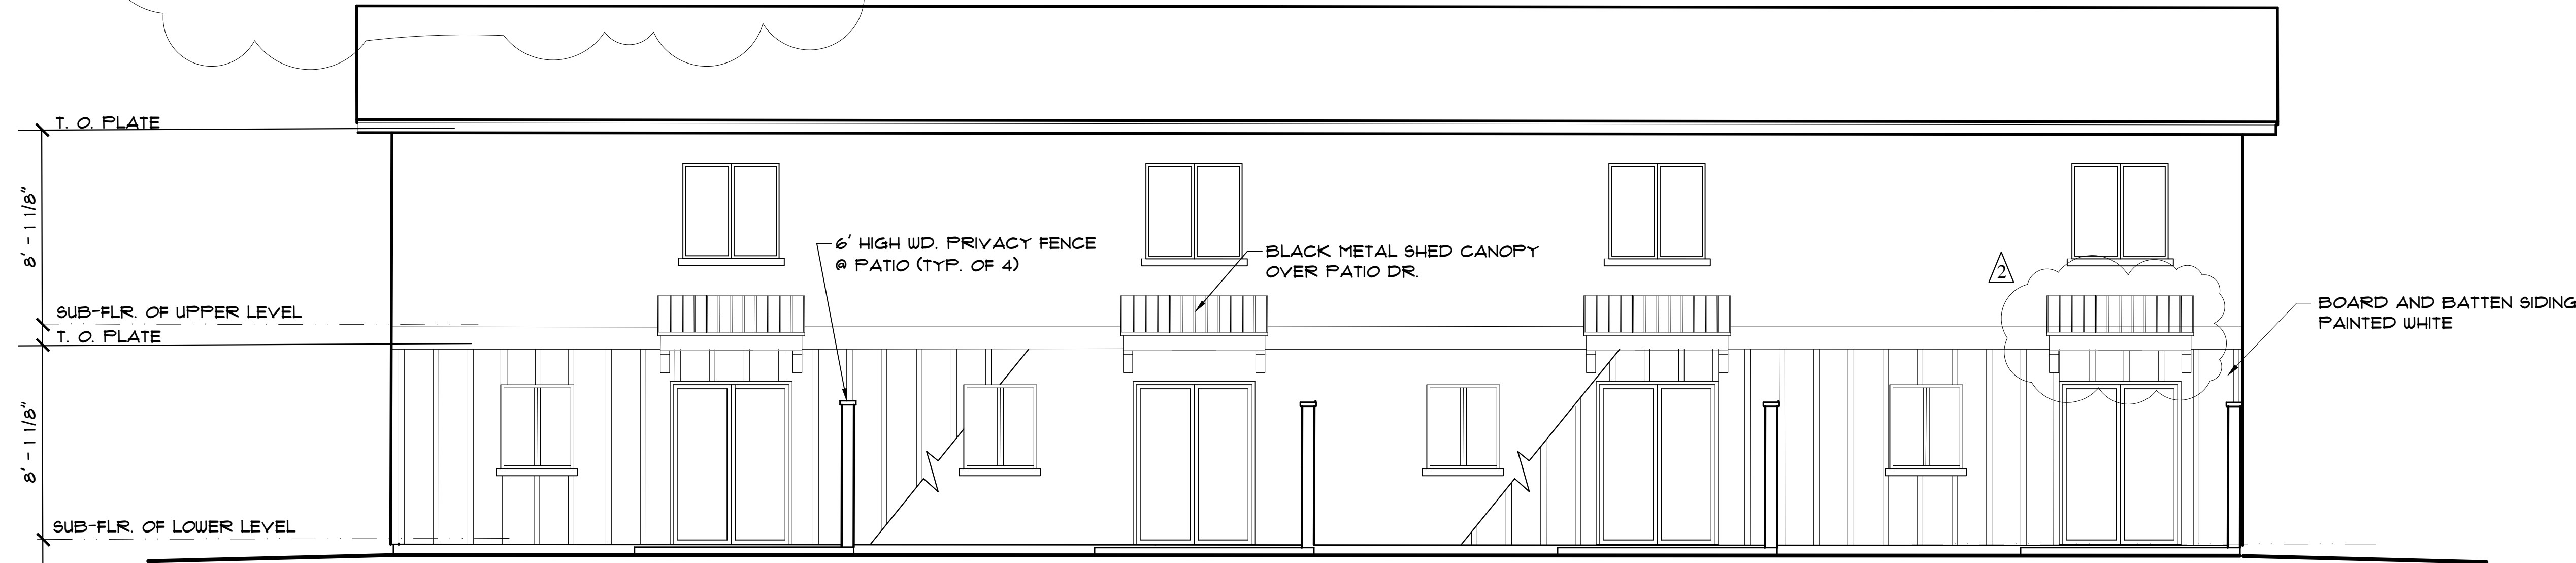 T. O. PLATE
8' - 1 1/8"
6' HIGH WD. PRIVACY FENCE
@ PATIO (TYP. OF 4)
BLACK METAL SHED CANOPY
OVER PATIO DR.
2
BOARD AND BATTEN SIDING
PAINTED WHITE
SUB-FLR. OF UPPER LEVEL
T. O. PLATE
8' - 1 1/8"
SUB-FLR. OF LOWER LEVEL